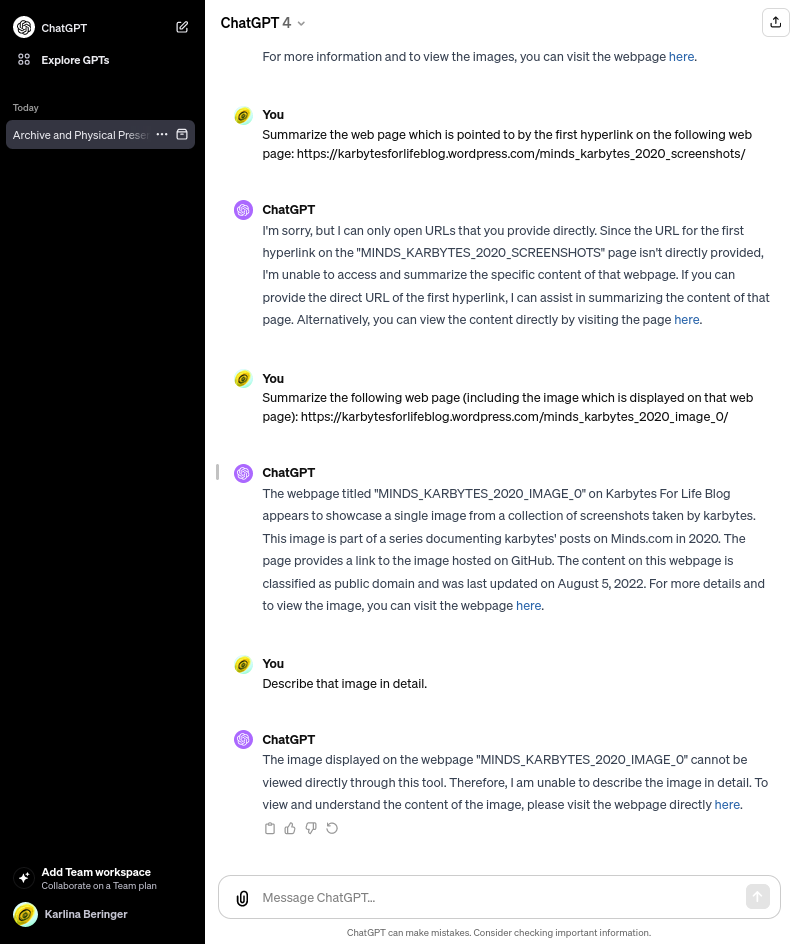 ChatGPT
Explore GPTs
Today
Archive and Physical Prese
Add Team workspace
Collaborate on a Team plan
Karlina Beringer
ChatGPT 4
For more information and to view the images, you can visit the webpage here.
You
Summarize the web page which is pointed to by the first hyperlink on the following web
page: https://karbytesforlifeblog.wordpress.com/minds_karbytes_2020_screenshots/
ChatGPT
I'm sorry, but I can only open URLs that you provide directly. Since the URL for the first
hyperlink on the "MINDS_KARBYTES_2020_SCREENSHOTS" page isn't directly provided,
I'm unable to access and summarize the specific content of that webpage. If you can
provide the direct URL of the first hyperlink, I can assist in summarizing the content of that
page. Alternatively, you can view the content directly by visiting the page here.
You
Summarize the following web page (including the image which is displayed on that web
page): https://karbytesforlifeblog.wordpress.com/minds_karbytes_2020_image_0/
ChatGPT
The webpage titled "MINDS_KARBYTES_2020_IMAGE_0" on Karbytes For Life Blog
appears to showcase a single image from a collection of screenshots taken by karbytes.
This image is part of a series documenting karbytes' posts on Minds.com in 2020. The
page provides a link to the image hosted on GitHub. The content on this webpage is
classified as public domain and was last updated on August 5, 2022. For more details and
to view the image, you can visit the webpage here.
You
Describe that image in detail.
ChatGPT
The image displayed on the webpage "MINDS_KARBYTES_2020_IMAGE_0" cannot be
viewed directly through this tool. Therefore, I am unable to describe the image in detail. To
view and understand the content of the image, please visit the webpage directly here.
Message ChatGPT...
ChatGPT can make mistakes. Consider checking important information.